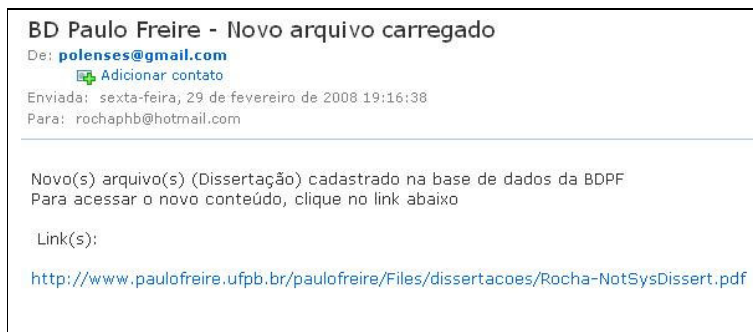 BD Paulo Freire - Novo arquivo carregado
De: polenses@gmail.com
Adicionar contato
Enviada: sexta-feira, 29 de fevereiro de 2008 19:16:38
Para: rochaphb@hotmail.com
Novo(s) arquivo(s) (Dissertação) cadastrado na base de dados da BDPF
Para acessar o novo conteúdo, clique no link abaixo
Link(s):
http://www.paulofreire.ufpb.br/paulofreire/Files/dissertacoes/Rocha-NotSysDissert.pdf